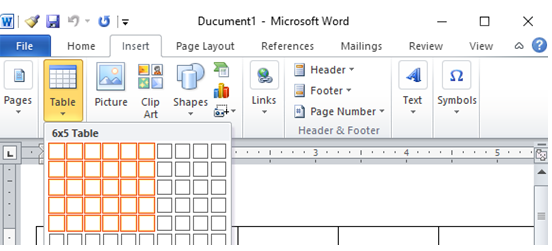 W Ducument1 - Microsoft Word
File Home Insert Page Layout References Mailings Review View
Pages Table Picture Clip Art Shapes Links Header Footer Page Number Text Symbols
Header & Footer
6x5 Table
L 1 2 3 4 5